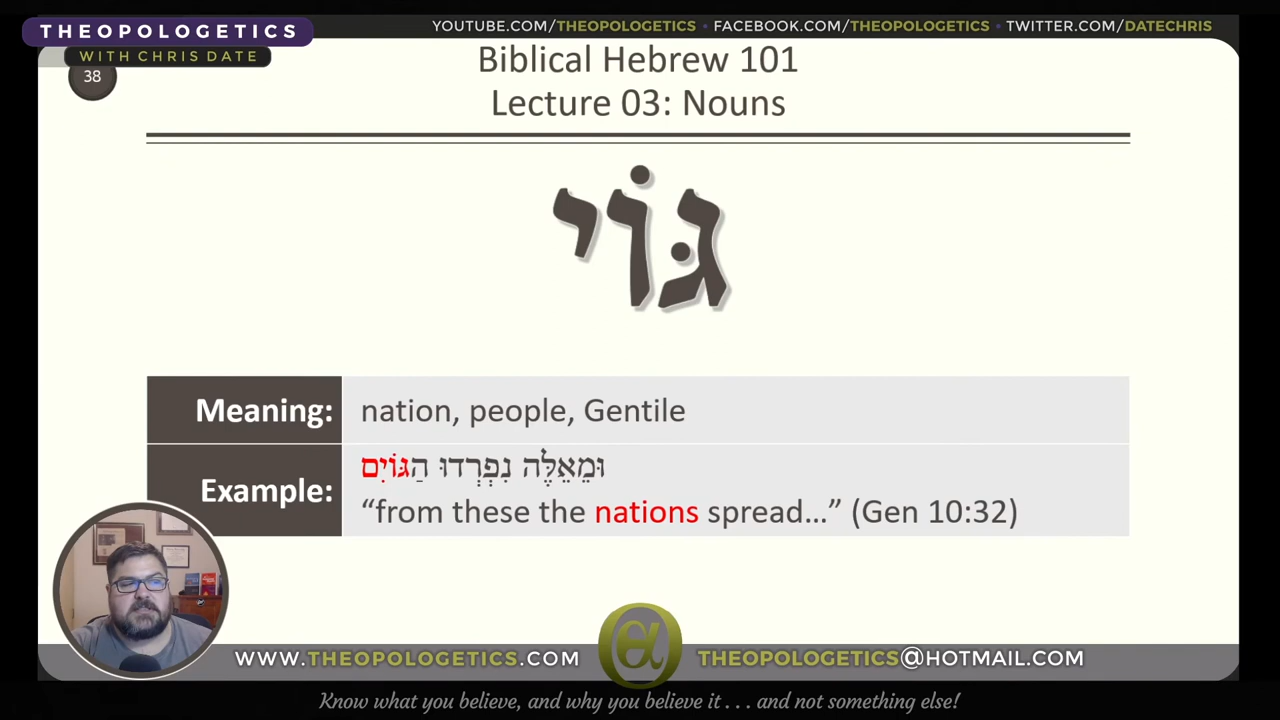 THEOPOLOGETICS
WITH CHRIS DATE
YOUTUBE.COM/THEOPOLOGETICS • FACEBOOK.COM/THEOPOLOGETICS • TWITTER.COM/DATECHRIS
38
Biblical Hebrew 101
Lecture 03: Nouns
גּוֹי
Meaning: nation, people, Gentile
Example: וּמֵאֵלֶּה נִפְרְדוּ הַגּוֹיִם
“from these the nations spread…” (Gen 10:32)
WWW.THEOPOLOGETICS.COM
THEOPOLOGETICS@HOTMAIL.COM
Know what you believe, and why you believe it . . . and not something else!